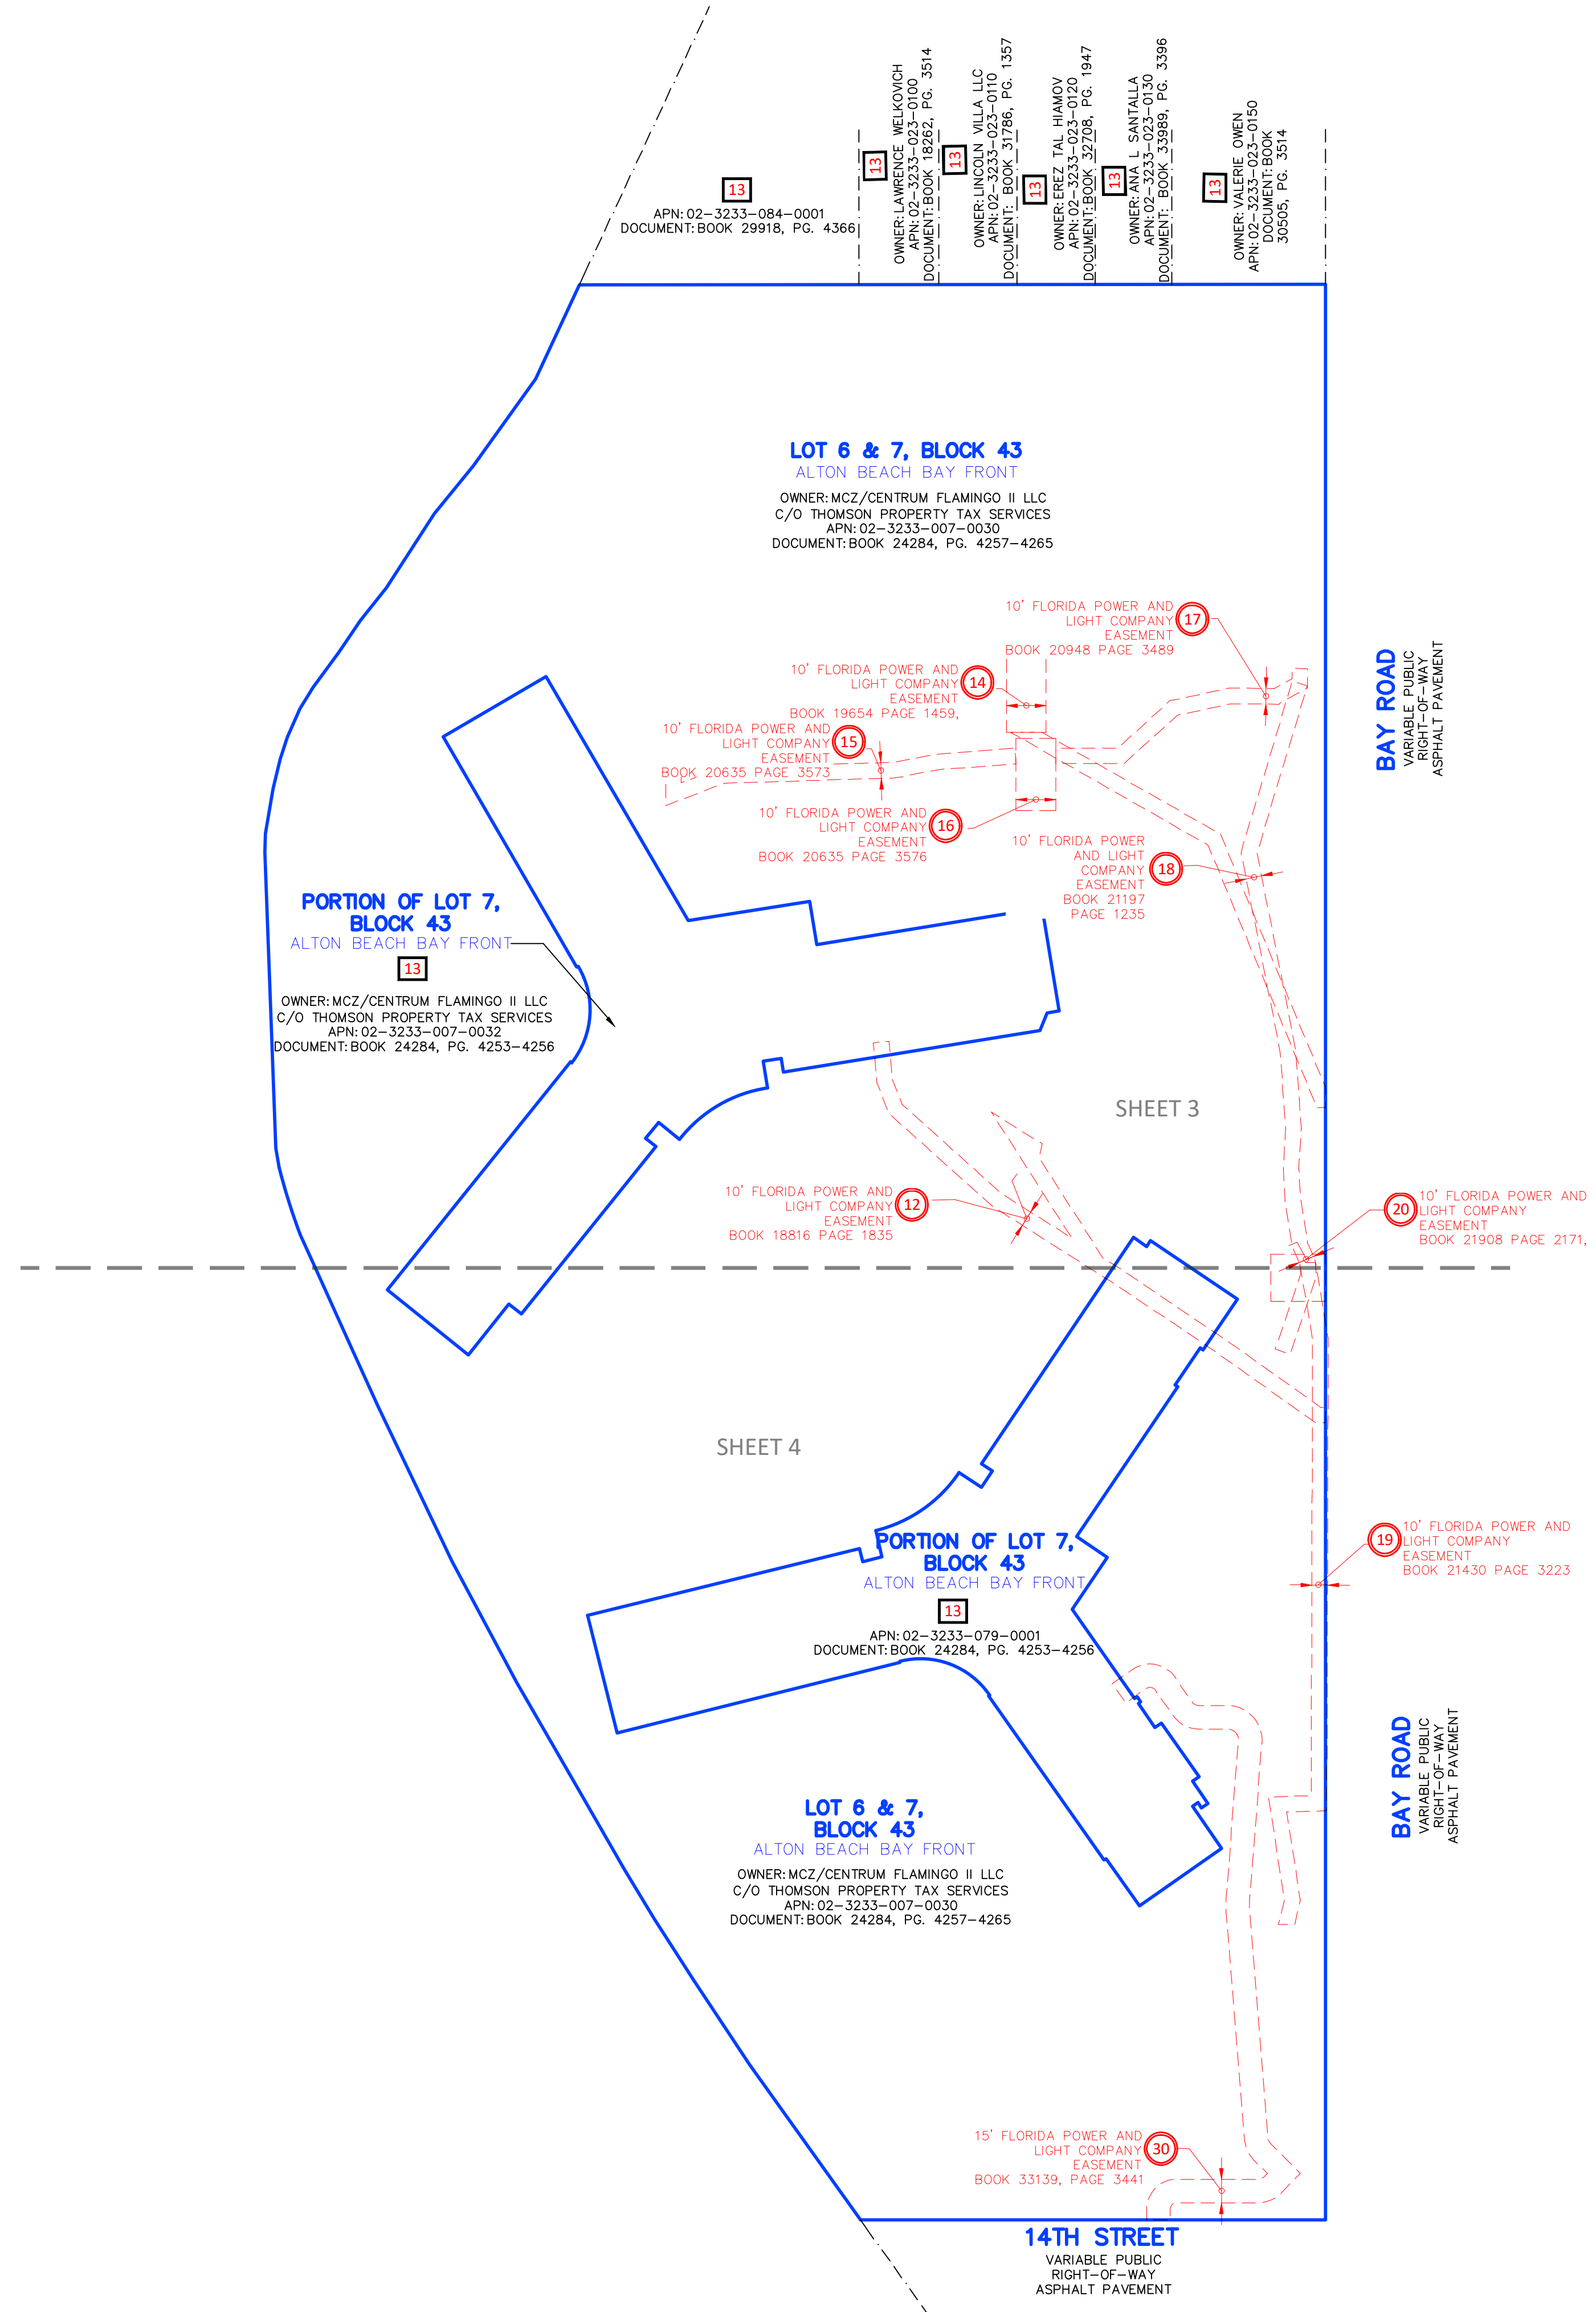 13
APN: 02-3233-084-0001
DOCUMENT: BOOK 29918, PG. 4366
13
OWNER: LAWRENCE WELKOVICH
APN: 02-3233-023-0100
DOCUMENT: BOOK 18262, PG. 3514
13
OWNER: LINCOLN VILLA LLC
APN: 02-3233-023-0110
DOCUMENT: BOOK 31786, PG. 1357
13
OWNER: EREZ TAL HIAMOV
APN: 02-3233-023-0120
DOCUMENT: BOOK 32708, PG. 1947
13
OWNER: ANA L SANTALLA
APN: 02-3233-023-0130
DOCUMENT: BOOK 33989, PG. 3396
13
OWNER: VALERIE OWEN
APN: 02-3233-023-0150
DOCUMENT: BOOK
30505, PG. 3514
LOT 6 & 7, BLOCK 43
ALTON BEACH BAY FRONT
OWNER: MCZ/CENTRUM FLAMINGO II LLC
C/O THOMSON PROPERTY TAX SERVICES
APN: 02-3233-007-0030
DOCUMENT: BOOK 24284, PG. 4257-4265
10' FLORIDA POWER AND
LIGHT COMPANY
EASEMENT
BOOK 20948 PAGE 3489
17
10' FLORIDA POWER AND
LIGHT COMPANY
EASEMENT
BOOK 19654 PAGE 1459,
14
10' FLORIDA POWER AND
LIGHT COMPANY
EASEMENT
BOOK 20635 PAGE 3573
15
10' FLORIDA POWER AND
LIGHT COMPANY
EASEMENT
BOOK 20635 PAGE 3576
16
10' FLORIDA POWER
AND LIGHT
COMPANY
EASEMENT
BOOK 21197
PAGE 1235
18
BAY ROAD
VARIABLE PUBLIC
RIGHT-OF-WAY
ASPHALT PAVEMENT
PORTION OF LOT 7,
BLOCK 43
ALTON BEACH BAY FRONT
13
OWNER: MCZ/CENTRUM FLAMINGO II LLC
C/O THOMSON PROPERTY TAX SERVICES
APN: 02-3233-007-0032
DOCUMENT: BOOK 24284, PG. 4253-4256
SHEET 3
10' FLORIDA POWER AND
LIGHT COMPANY
EASEMENT
BOOK 18816 PAGE 1835
12
20
10' FLORIDA POWER AND
LIGHT COMPANY
EASEMENT
BOOK 21908 PAGE 2171,
SHEET 4
19
10' FLORIDA POWER AND
LIGHT COMPANY
EASEMENT
BOOK 21430 PAGE 3223
PORTION OF LOT 7,
BLOCK 43
ALTON BEACH BAY FRONT
13
APN: 02-3233-079-0001
DOCUMENT: BOOK 24284, PG. 4253-4256
BAY ROAD
VARIABLE PUBLIC
RIGHT-OF-WAY
ASPHALT PAVEMENT
LOT 6 & 7,
BLOCK 43
ALTON BEACH BAY FRONT
OWNER: MCZ/CENTRUM FLAMINGO II LLC
C/O THOMSON PROPERTY TAX SERVICES
APN: 02-3233-007-0030
DOCUMENT: BOOK 24284, PG. 4257-4265
15' FLORIDA POWER AND
LIGHT COMPANY
EASEMENT
BOOK 33139, PAGE 3441
30
14TH STREET
VARIABLE PUBLIC
RIGHT-OF-WAY
ASPHALT PAVEMENT